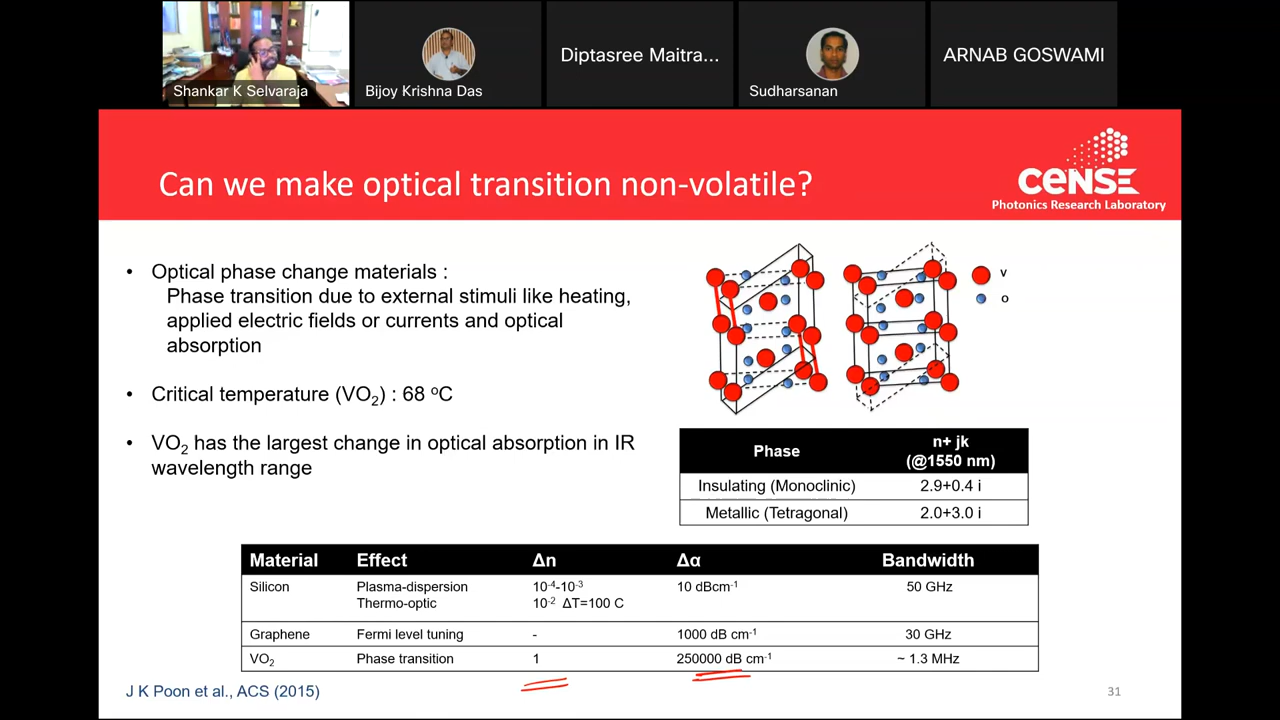 Shankar K Selvaraja
Bijoy Krishna Das
Diptasree Maitra...
Sudharsanan
ARNAB GOSWAMI
Can we make optical transition non-volatile?
CeNSE
Photonics Research Laboratory
• Optical phase change materials :
Phase transition due to external stimuli like heating,
applied electric fields or currents and optical
absorption
• Critical temperature (VO₂) : 68 ºC
• VO₂ has the largest change in optical absorption in IR
wavelength range
V
O
Phase n+ jk
(@1550 nm)
Insulating (Monoclinic) 2.9+0.4 i
Metallic (Tetragonal) 2.0+3.0 i
Material Effect Δn Δα Bandwidth
Silicon Plasma-dispersion 10⁻⁴-10⁻³ 10 dBcm⁻¹ 50 GHz
Thermo-optic 10⁻² ΔT=100 C
Graphene Fermi level tuning - 1000 dB cm⁻¹ 30 GHz
VO₂ Phase transition 1 250000 dB cm⁻¹ ~ 1.3 MHz
J K Poon et al., ACS (2015)
31